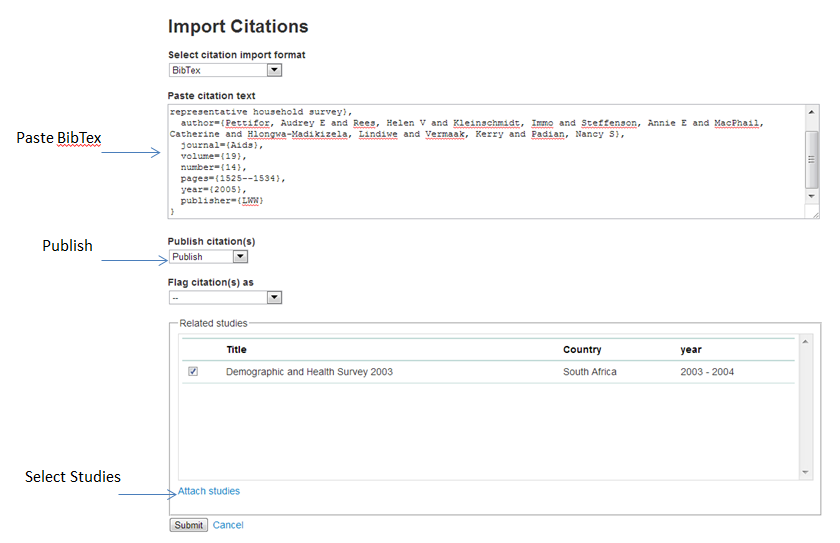 Import Citations
Select citation import format
BibTex
Paste citation text
representative household survey},
author={Pettifor, Audrey E and Rees, Helen V and Kleinschmidt, Immo and Steffenson, Annie E and MacPhail,
Catherine and Hlongwa-Madikizela, Lindiwe and Vermaak, Kerry and Padian, Nancy S},
journal={Aids},
volume={19},
number={14},
pages={1525--1534},
year={2005},
publisher={LWW}
}
Paste BibTex
Publish citation(s)
Publish
Publish
Flag citation(s) as
--
Related studies
Title Country year
Demographic and Health Survey 2003 South Africa 2003 - 2004
Select Studies
Attach studies
Submit Cancel